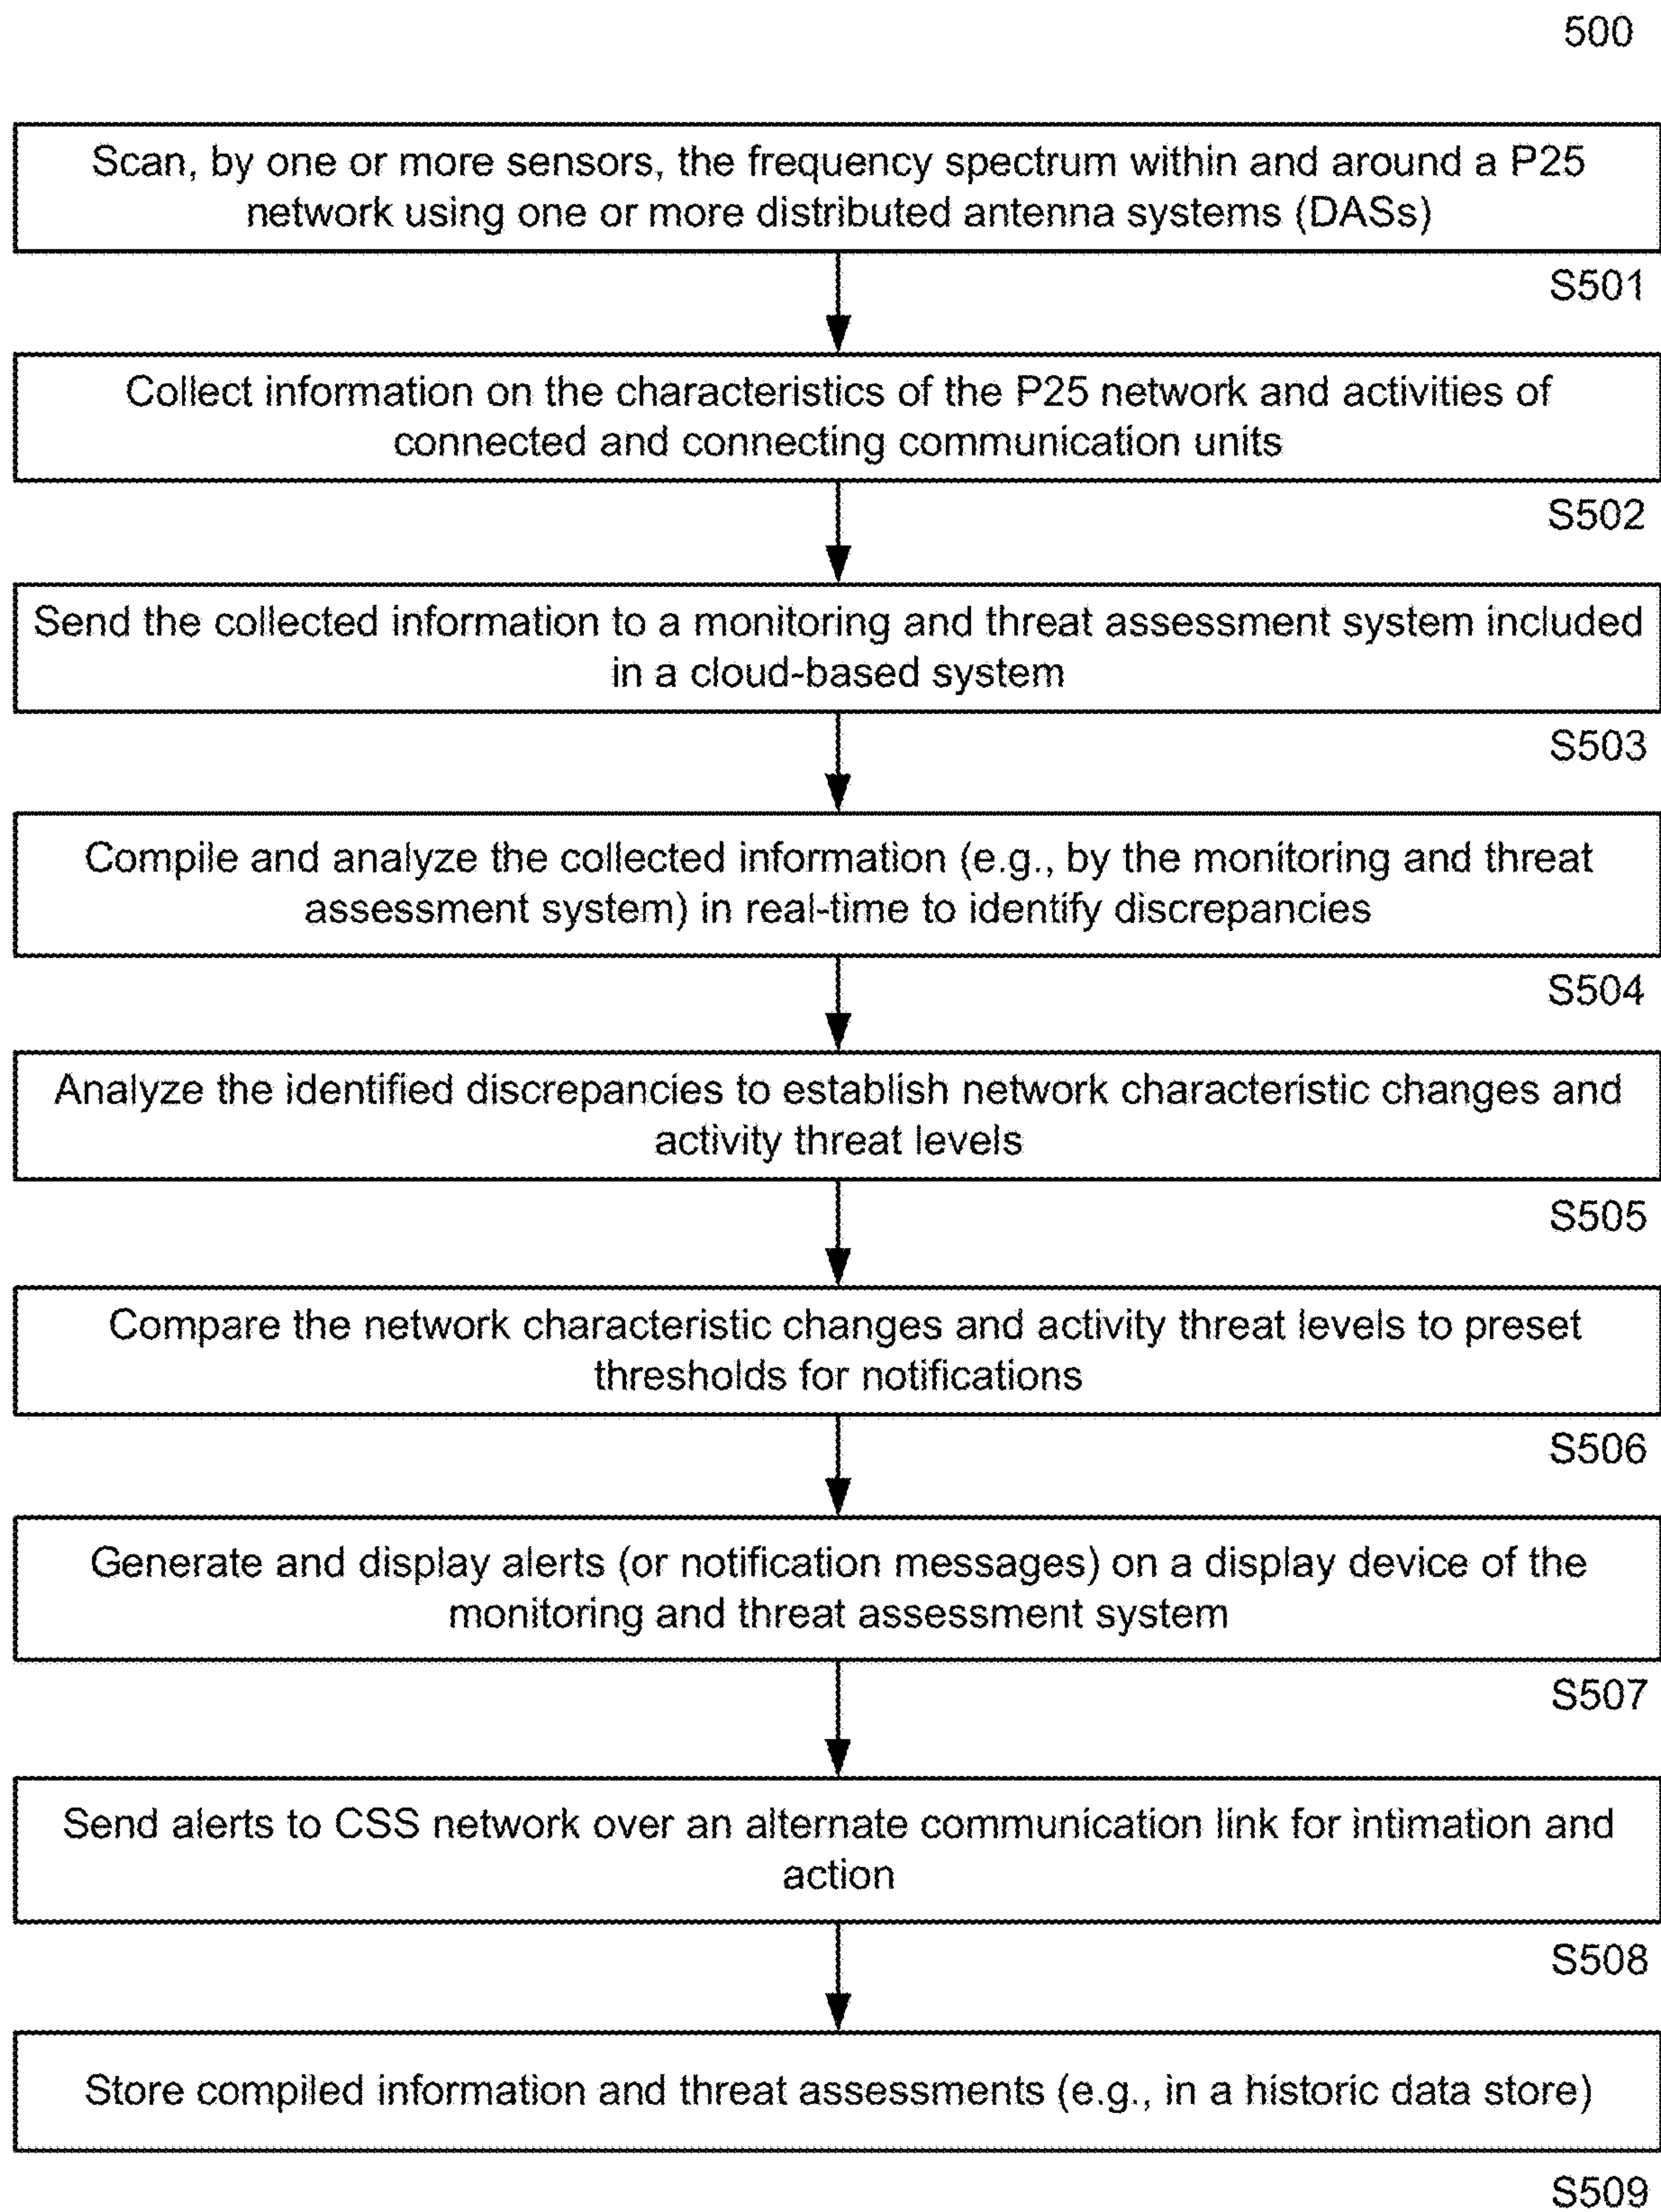 500
Scan, by one or more sensors, the frequency spectrum within and around a P25
network using one or more distributed antenna systems (DASs)
S501
Collect information on the characteristics of the P25 network and activities of
connected and connecting communication units
S502
Send the collected information to a monitoring and threat assessment system included
in a cloud-based system
S503
Compile and analyze the collected information (e.g., by the monitoring and threat
assessment system) in real-time to identify discrepancies
S504
Analyze the identified discrepancies to establish network characteristic changes and
activity threat levels
S505
Compare the network characteristic changes and activity threat levels to preset
thresholds for notifications
S506
Generate and display alerts (or notification messages) on a display device of the
monitoring and threat assessment system
S507
Send alerts to CSS network over an alternate communication link for intimation and
action
S508
Store compiled information and threat assessments (e.g., in a historic data store)
S509